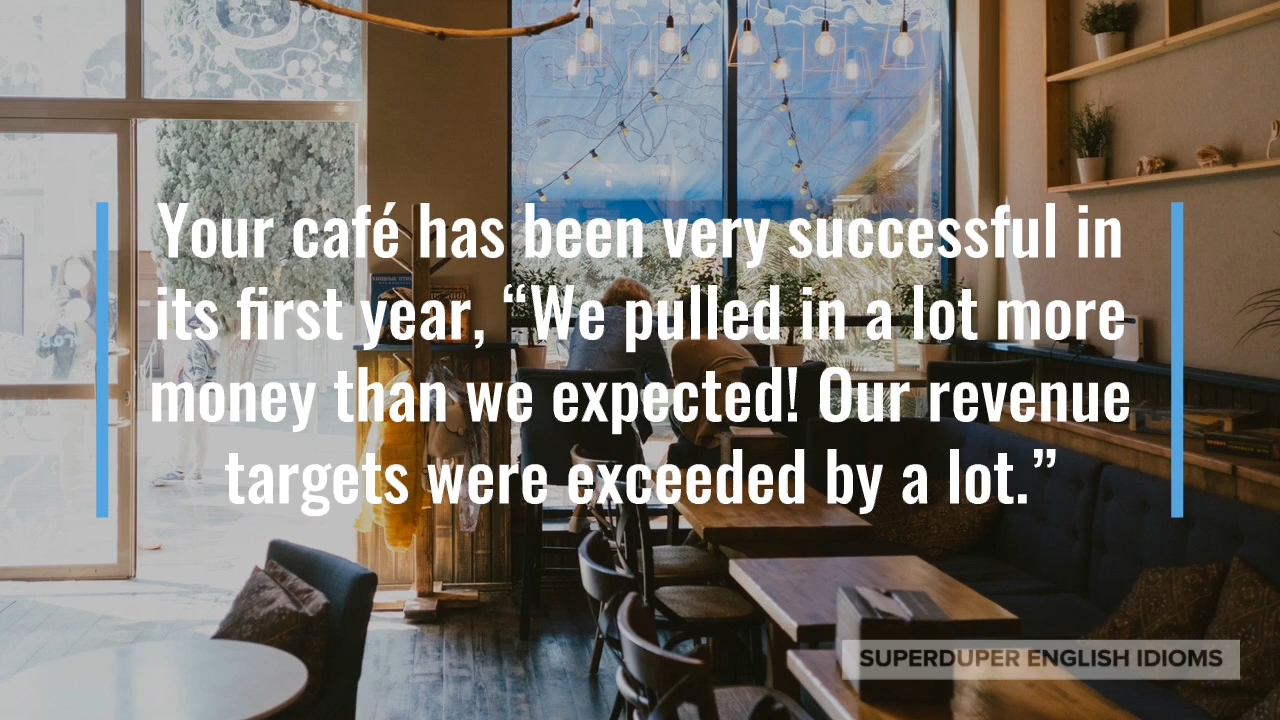 Your café has been very successful in
its first year, “We pulled in a lot more
money than we expected! Our revenue
targets were exceeded by a lot.”
SUPERDUPER ENGLISH IDIOMS